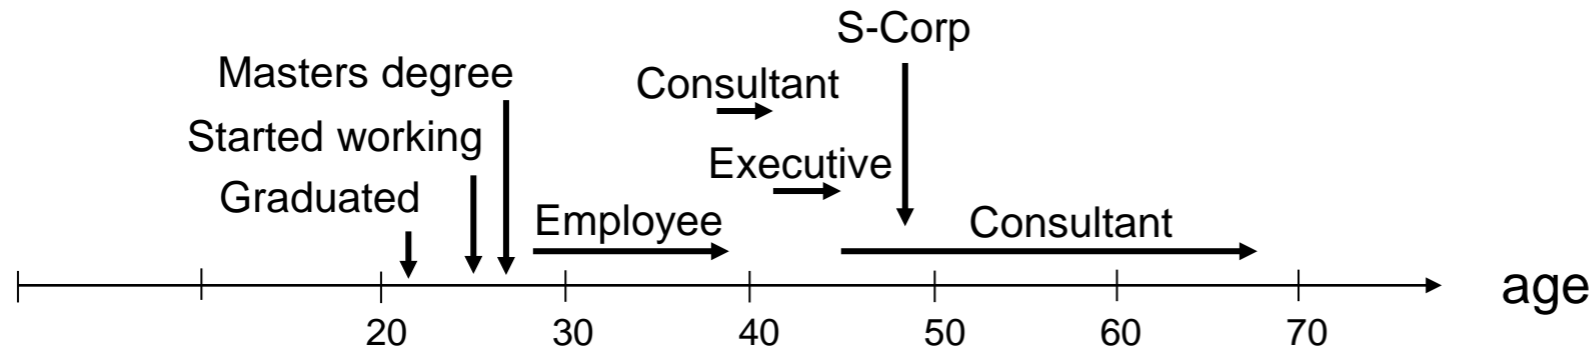 S-Corp
Masters degree
Consultant
Started working
Executive
Graduated
Employee
Consultant
age
20 30 40 50 60 70